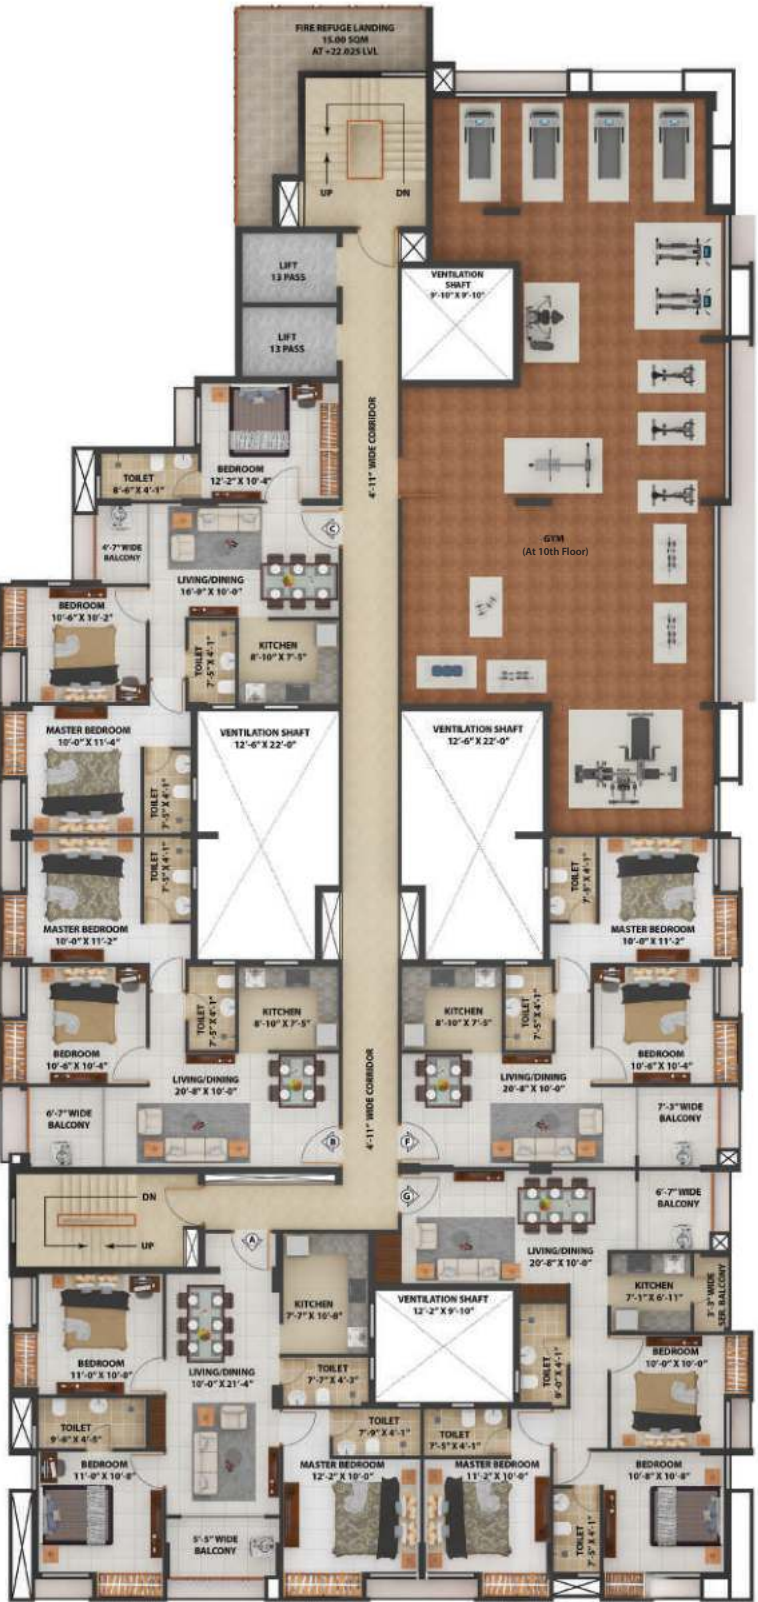 FIRE REFUGE LANDING
15.00 SQM
AT +22.025 LVL
UP
DN
LIFT
13 PASS
VENTILATION
SHAFT
9'-10" X 9'-10"
LIFT
13 PASS
4'-11" WIDE CORRIDOR
BEDROOM
12'-2" X 10'-4"
TOILET
8'-6" X 4'-1"
C
4'-7" WIDE
BALCONY
GYM
(At 10th Floor)
LIVING/DINING
16'-9" X 10'-0"
BEDROOM
10'-6" X 10'-2"
TOILET
7'-5" X 4'-1"
KITCHEN
8'-10" X 7'-5"
MASTER BEDROOM
10'-0" X 11'-4"
VENTILATION SHAFT
12'-6" X 22'-0"
VENTILATION SHAFT
12'-6" X 22'-0"
TOILET
7'-5" X 4'-1"
TOILET
7'-5" X 4'-1"
TOILET
7'-5" X 4'-1"
MASTER BEDROOM
10'-0" X 11'-2"
MASTER BEDROOM
10'-0" X 11'-2"
TOILET
7'-5" X 4'-1"
KITCHEN
8'-10" X 7'-5"
KITCHEN
8'-10" X 7'-5"
TOILET
7'-5" X 4'-1"
BEDROOM
10'-6" X 10'-4"
BEDROOM
10'-6" X 10'-4"
LIVING/DINING
20'-8" X 10'-0"
4'-11" WIDE CORRIDOR
LIVING/DINING
20'-8" X 10'-0"
6'-7" WIDE
BALCONY
7'-3" WIDE
BALCONY
B
F
DN
UP
G
6'-7" WIDE
BALCONY
A
LIVING/DINING
20'-8" X 10'-0"
KITCHEN
7'-7" X 10'-8"
VENTILATION SHAFT
12'-2" X 9'-10"
KITCHEN
7'-1" X 6'-11"
3'-3" WIDE
SER. BALCONY
BEDROOM
11'-0" X 10'-0"
LIVING/DINING
10'-0" X 21'-4"
TOILET
7'-7" X 4'-3"
TOILET
9'-0" X 4'-1"
BEDROOM
10'-0" X 10'-0"
TOILET
9'-6" X 4'-5"
TOILET
7'-9" X 4'-1"
TOILET
7'-5" X 4'-1"
BEDROOM
11'-0" X 10'-8"
MASTER BEDROOM
12'-2" X 10'-0"
MASTER BEDROOM
11'-2" X 10'-0"
BEDROOM
10'-8" X 10'-8"
5'-5" WIDE
BALCONY
TOILET
7'-5" X 4'-1"